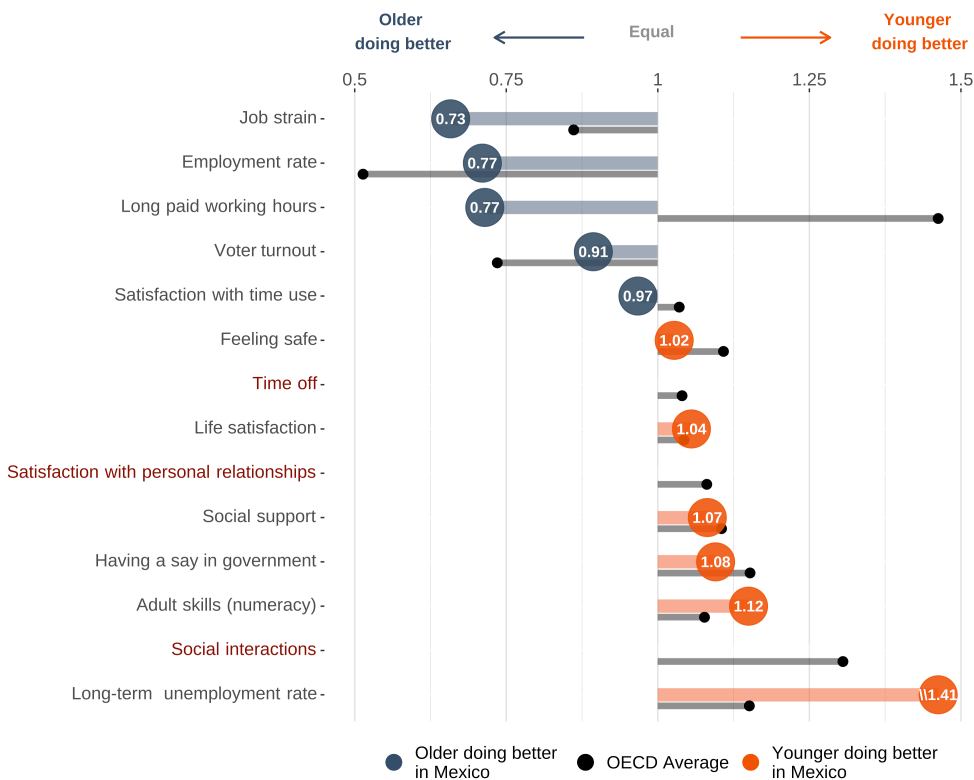 Older
doing better
Equal
Younger
doing better
0.5 0.75 1 1.25 1.5
Job strain 0.73
Employment rate 0.77
Long paid working hours 0.77
Voter turnout 0.91
Satisfaction with time use 0.97
Feeling safe 1.02
Time off
Life satisfaction 1.04
Satisfaction with personal relationships
Social support 1.07
Having a say in government 1.08
Adult skills (numeracy) 1.12
Social interactions
Long-term unemployment rate \\1.41
Older doing better
in Mexico
OECD Average
Younger doing better
in Mexico